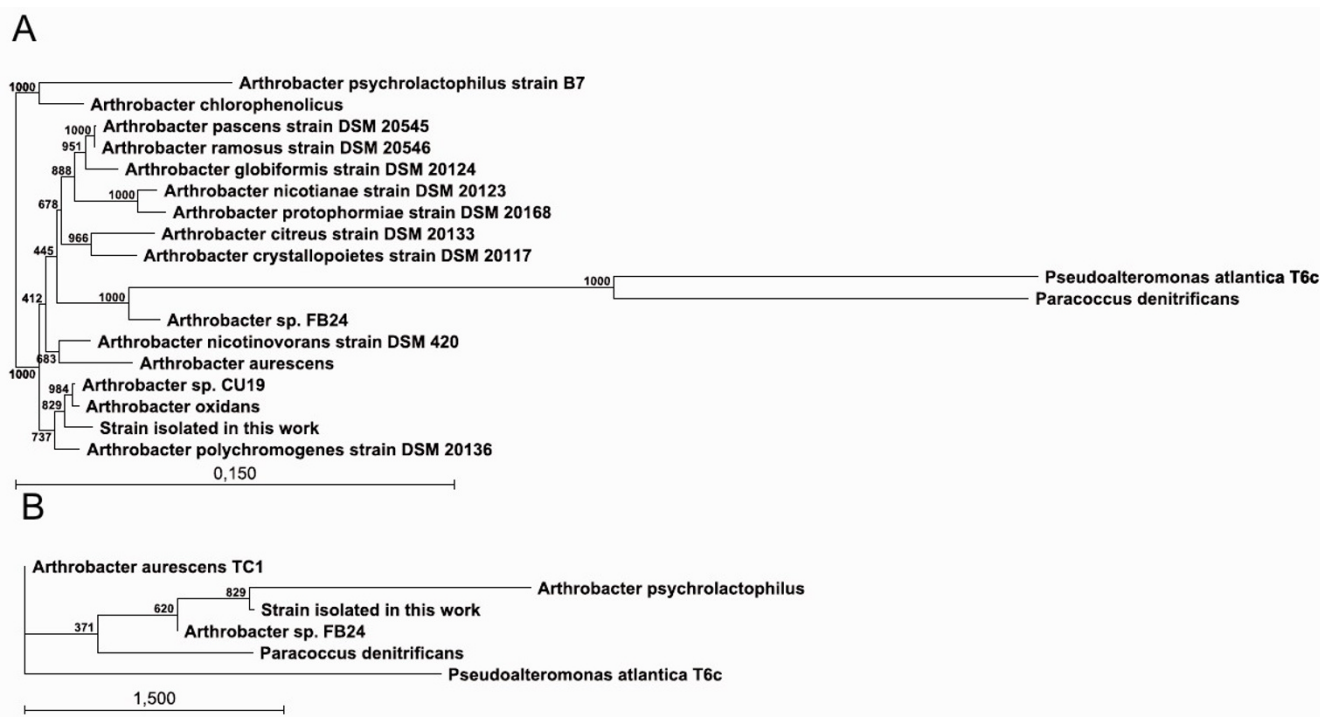 A
1000
Arthrobacter psychrolactophilus strain B7
Arthrobacter chlorophenolicus
1000
Arthrobacter pascens strain DSM 20545
951
Arthrobacter ramosus strain DSM 20546
888
Arthrobacter globiformis strain DSM 20124
1000
Arthrobacter nicotianae strain DSM 20123
678
Arthrobacter protophormiae strain DSM 20168
966
Arthrobacter citreus strain DSM 20133
445
Arthrobacter crystallopoietes strain DSM 20117
1000
Pseudoalteromonas atlantica T6c
412
1000
Paracoccus denitrificans
Arthrobacter sp. FB24
Arthrobacter nicotinovorans strain DSM 420
683
Arthrobacter aurescens
1000
984
Arthrobacter sp. CU19
829
Arthrobacter oxidans
Strain isolated in this work
737
Arthrobacter polychromogenes strain DSM 20136
0,150
B
Arthrobacter aurescens TC1
829
Arthrobacter psychrolactophilus
620
Strain isolated in this work
371
Arthrobacter sp. FB24
Paracoccus denitrificans
Pseudoalteromonas atlantica T6c
1,500